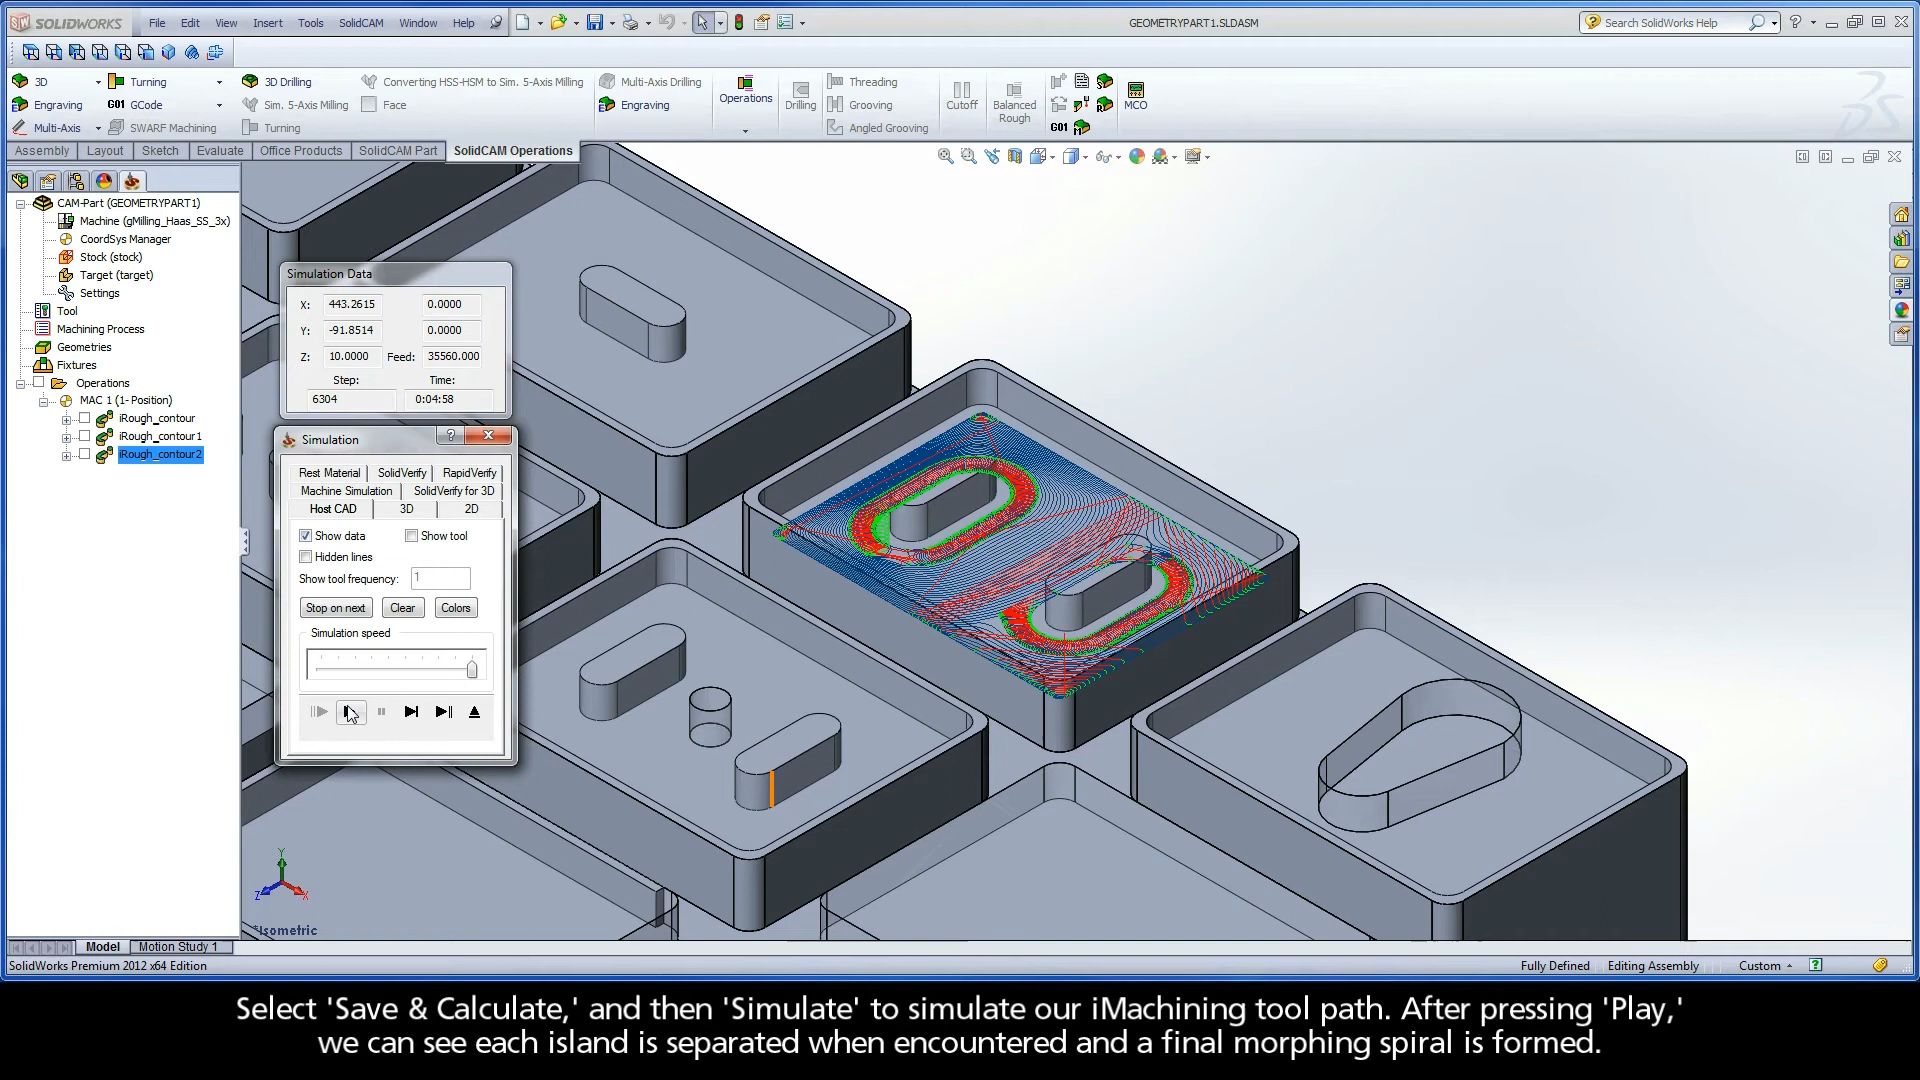 SOLIDWORKS File Edit View Insert Tools SolidCAM Window Help GEOMETRYPART1.SLDASM Search SolidWorks Help
3D Turning 3D Drilling Converting HSS-HSM to Sim. 5-Axis Milling Multi-Axis Drilling Threading
Engraving G01 GCode Sim. 5-Axis Milling Face Engraving Operations Drilling Grooving Cutoff Balanced Rough MCO
Multi-Axis SWARF Machining Turning Angled Grooving G01
Assembly Layout Sketch Evaluate Office Products SolidCAM Part SolidCAM Operations
CAM-Part (GEOMETRYPART1)
Machine (gMilling_Haas_SS_3x)
CoordSys Manager
Stock (stock)
Target (target)
Settings
Tool
Machining Process
Geometries
Fixtures
Operations
MAC 1 (1- Position)
iRough_contour
iRough_contour1
iRough_contour2
Simulation Data
X: 443.2615 0.0000
Y: -91.8514 0.0000
Z: 10.0000 Feed: 35560.000
Step: Time:
6304 0:04:58
Simulation
Rest Material SolidVerify RapidVerify
Machine Simulation SolidVerify for 3D
Host CAD 3D 2D
Show data Show tool
Hidden lines
Show tool frequency: 1
Stop on next Clear Colors
Simulation speed
Y
Z X
*Isometric
Model Motion Study 1
SolidWorks Premium 2012 x64 Edition Fully Defined Editing Assembly Custom
Select 'Save & Calculate,' and then 'Simulate' to simulate our iMachining tool path. After pressing 'Play,'
we can see each island is separated when encountered and a final morphing spiral is formed.